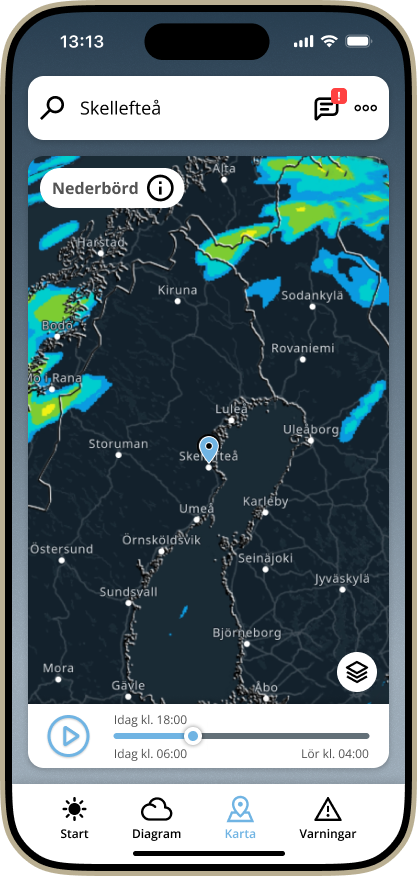 13:13
Skellefteå
!
Nederbörd
Alta
Harstad
Kiruna
Sodankylä
Bodö
Rovaniemi
Mo i Rana
Luleå
Uleåborg
Storuman
Skellefteå
Umeå
Karleby
Örnsköldsvik
Östersund
Seinäjoki
Jyväskylä
Sundsvall
Björneborg
Mora
Gävle
Åbo
Idag kl. 18:00
Idag kl. 06:00
Lör kl. 04:00
Start
Diagram
Karta
Varningar